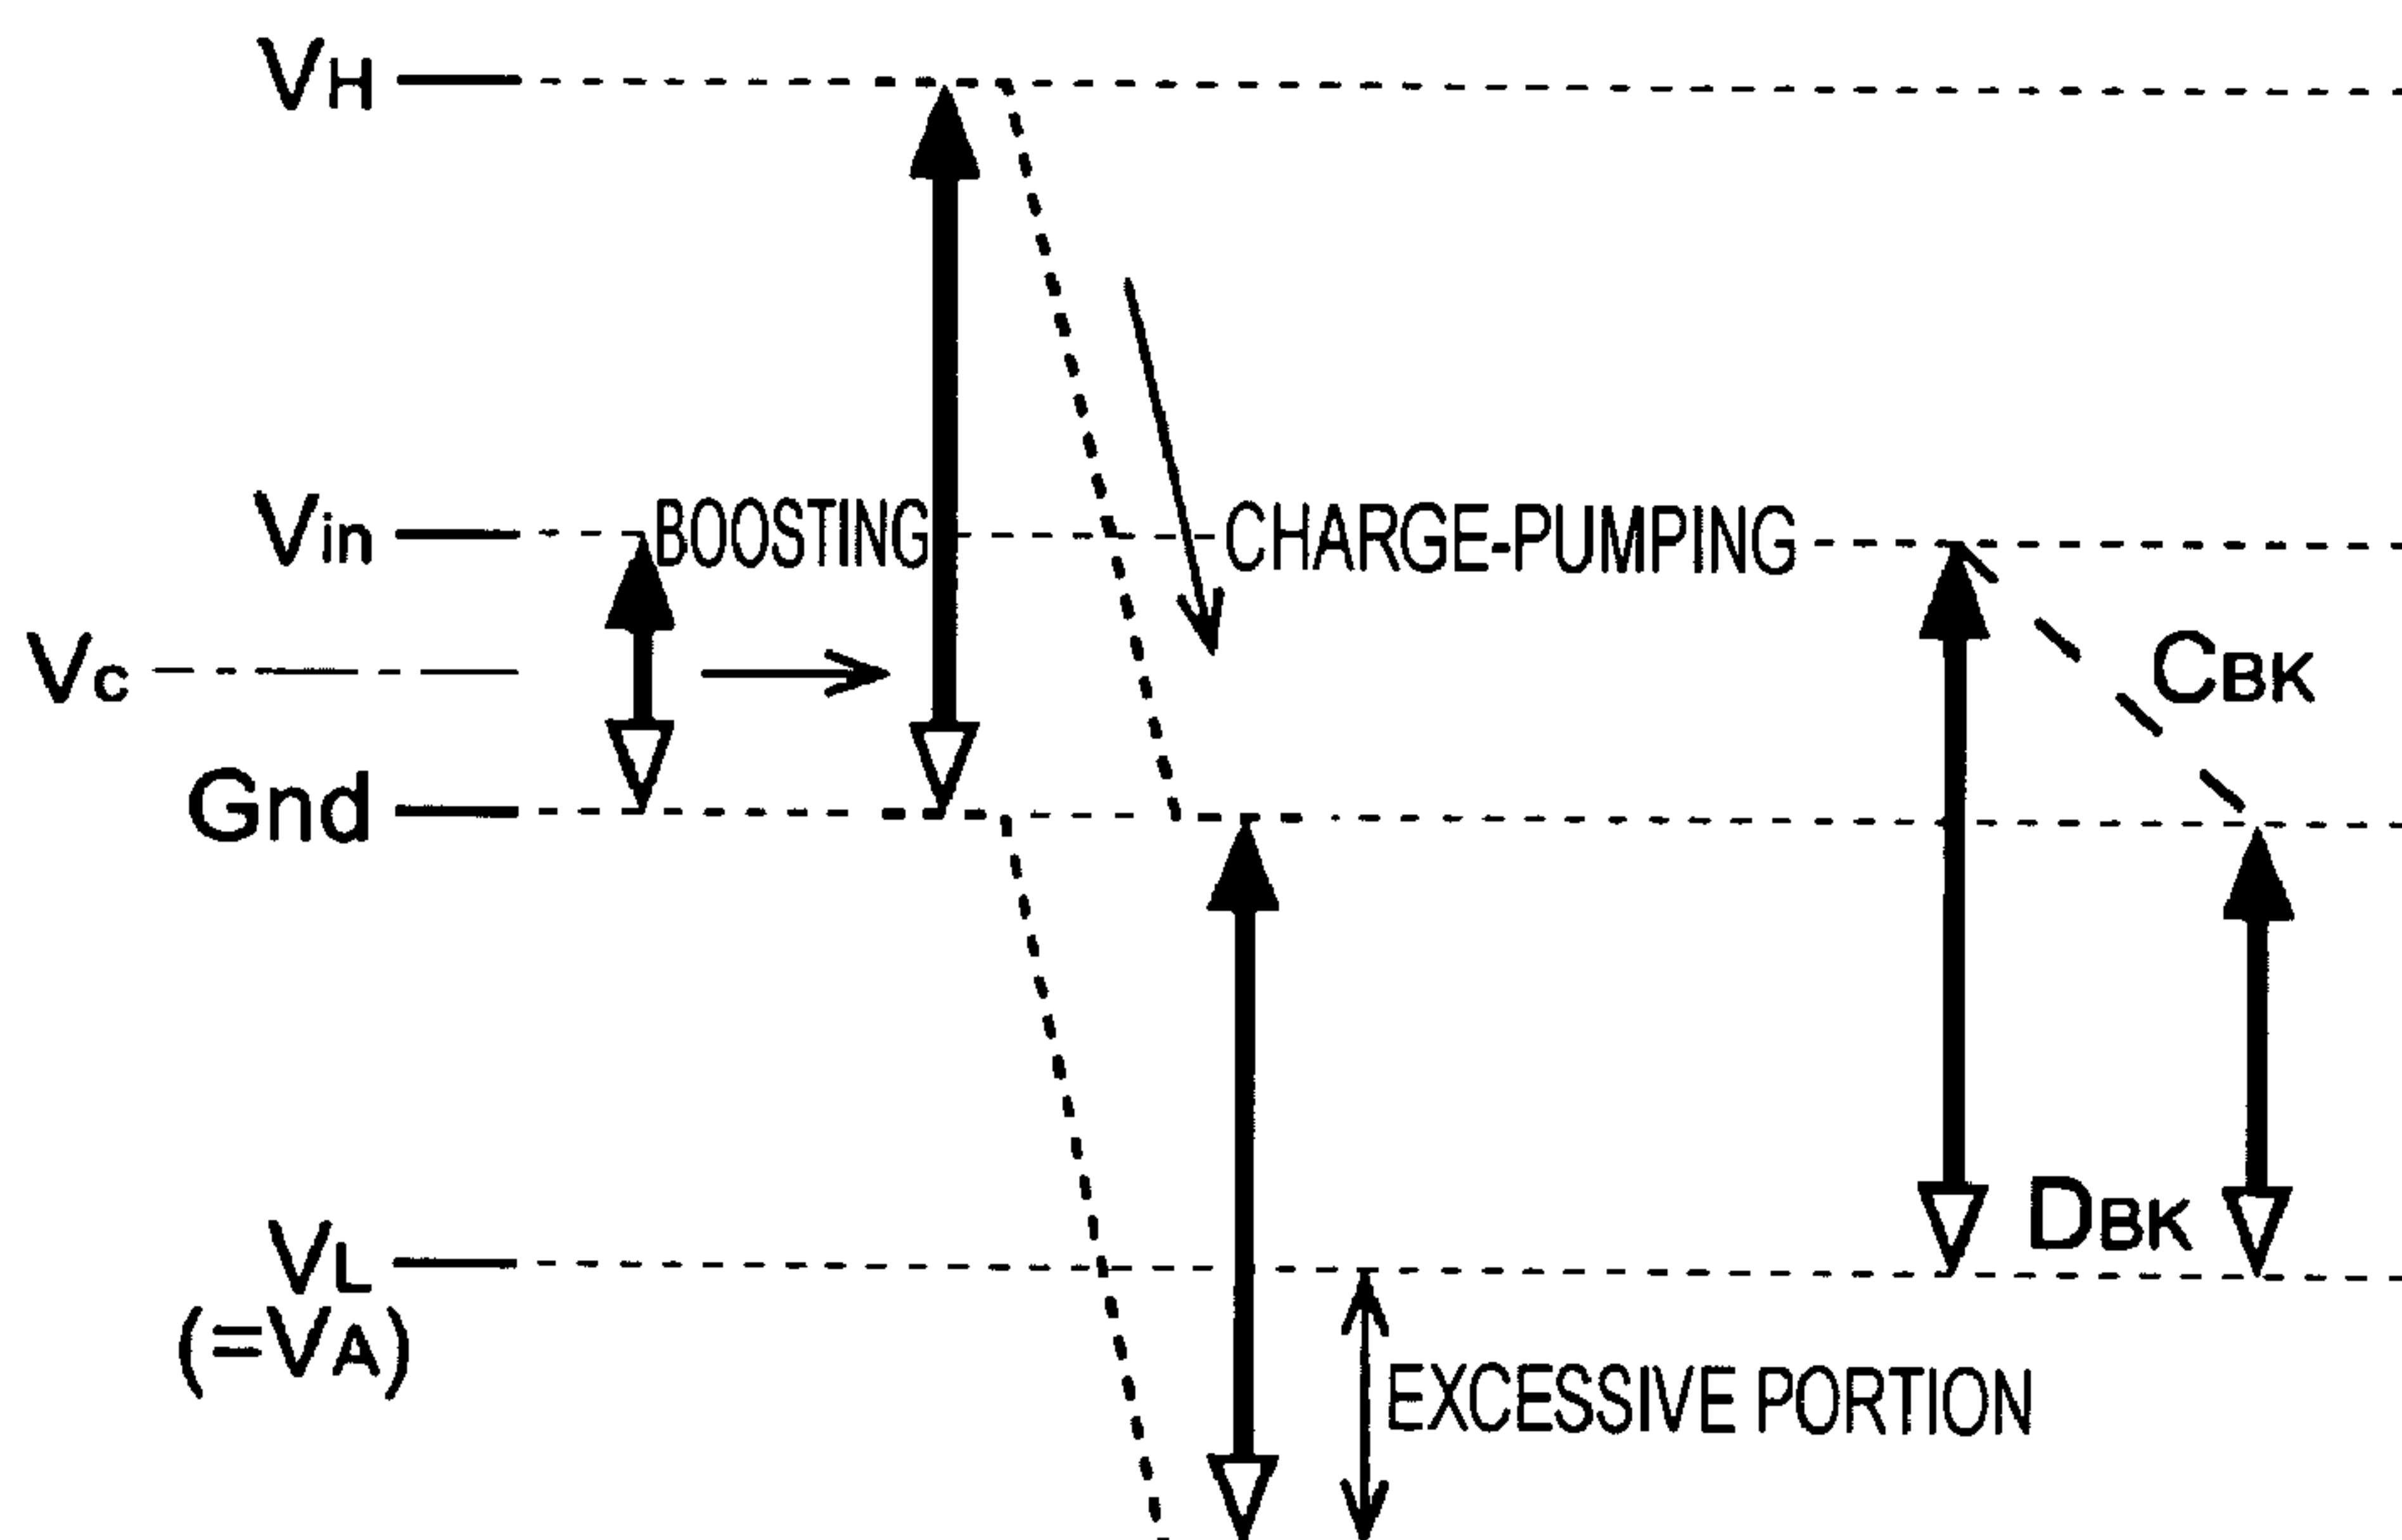 VH
Vin BOOSTING CHARGE-PUMPING
Vc CBK
Gnd
DBK
VL
(=VA)
EXCESSIVE PORTION